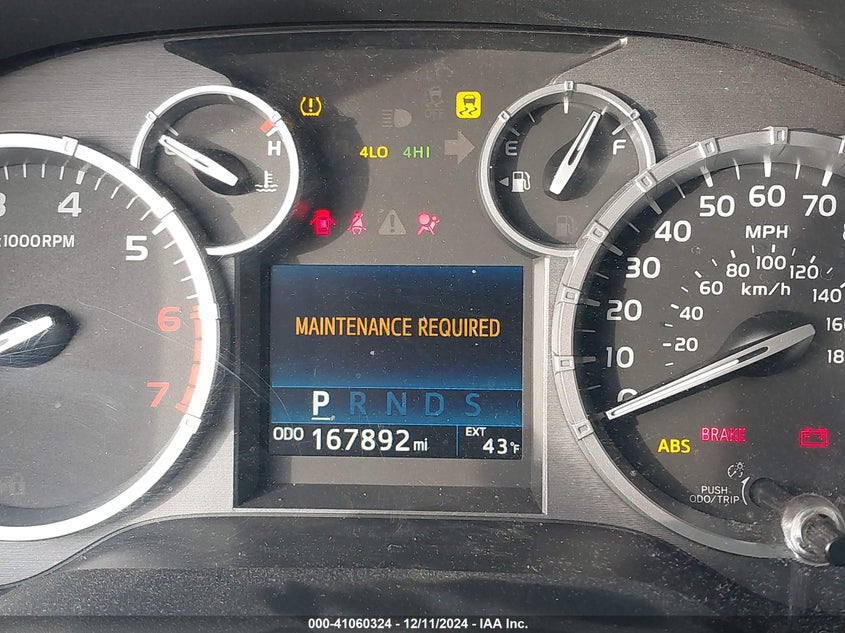 H
E
F
4LO 4HI
4
5
6
7
1000RPM
MAINTENANCE REQUIRED
P R N D S
ODO 167892 mi
EXT 43°F
10
20
30
40
50
60
70
MPH
km/h
20
40
60
80
100
120
140
ABS
BRAKE
PUSH
ODO/TRIP
000-41060324 - 12/11/2024 - IAA Inc.